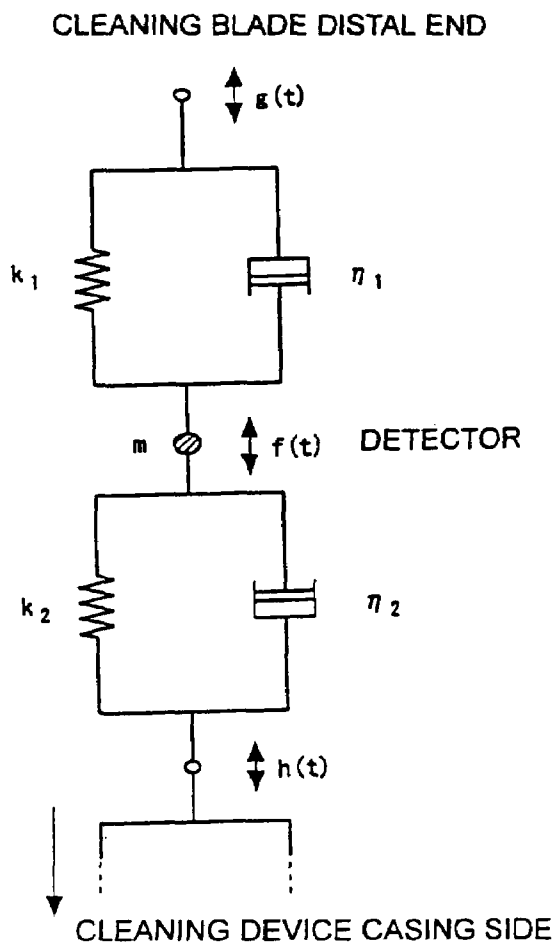 CLEANING BLADE DISTAL END
g(t)
k1 η1
m f(t) DETECTOR
k2 η2
h(t)
CLEANING DEVICE CASING SIDE